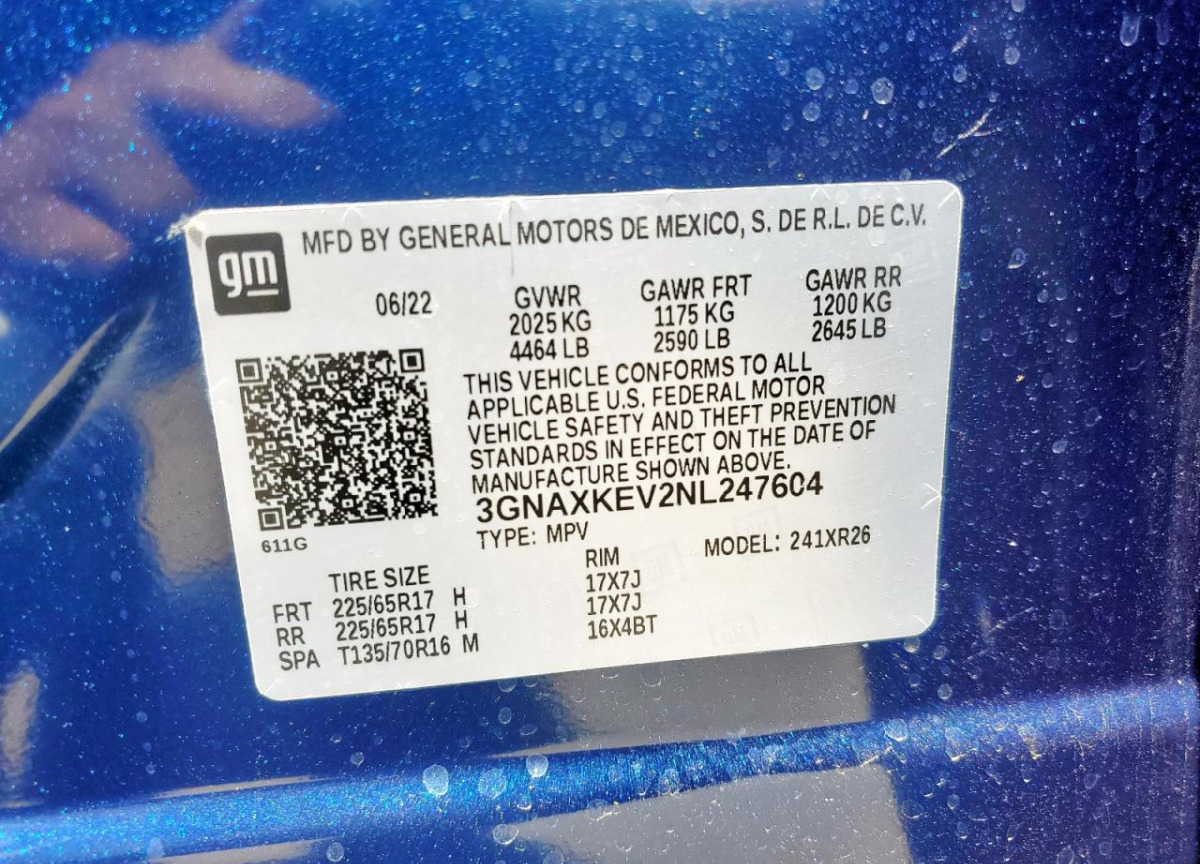 gm
MFD BY GENERAL MOTORS DE MEXICO, S. DE R.L. DE C.V.
06/22 GVWR GAWR FRT GAWR RR
2025 KG 1175 KG 1200 KG
4464 LB 2590 LB 2645 LB
THIS VEHICLE CONFORMS TO ALL
APPLICABLE U.S. FEDERAL MOTOR
VEHICLE SAFETY AND THEFT PREVENTION
STANDARDS IN EFFECT ON THE DATE OF
MANUFACTURE SHOWN ABOVE.
3GNAXKEV2NL247604
611G
TYPE: MPV MODEL: 241XR26
TIRE SIZE RIM
FRT 225/65R17 H 17X7J
RR 225/65R17 H 17X7J
SPA T135/70R16 M 16X4BT